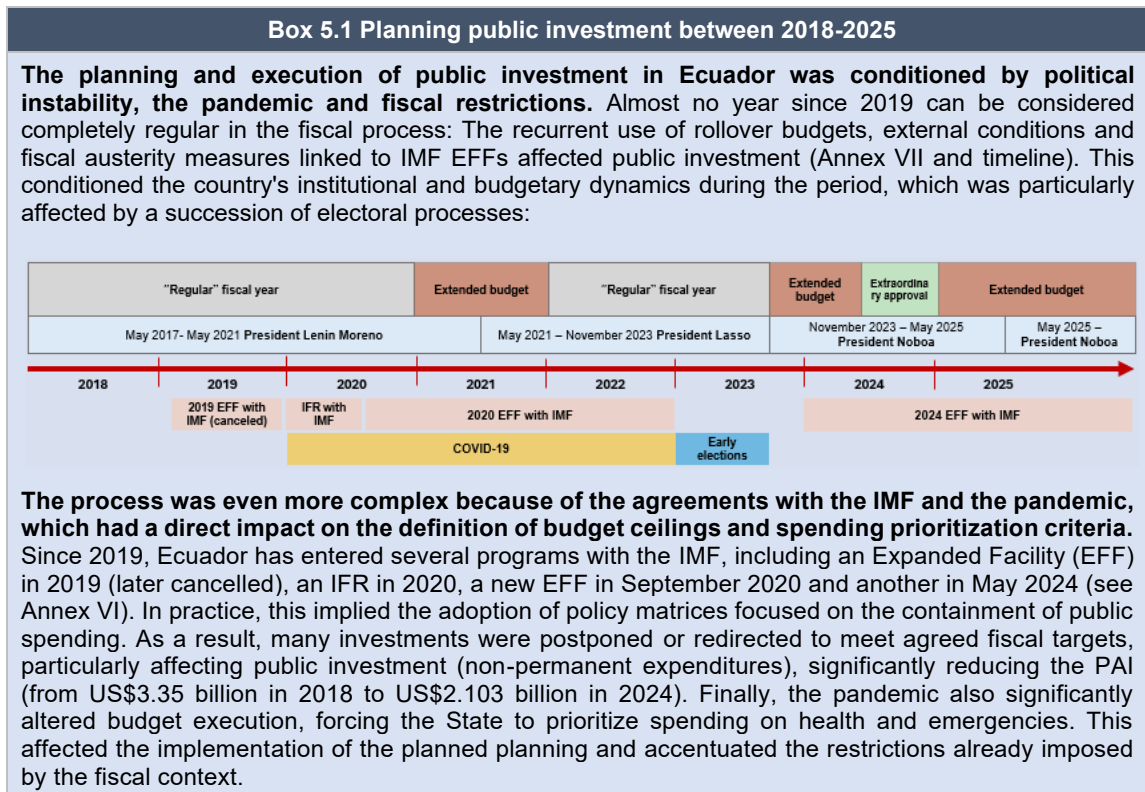 Box 5.1 Planning public investment between 2018-2025
The planning and execution of public investment in Ecuador was conditioned by political
instability, the pandemic and fiscal restrictions. Almost no year since 2019 can be considered
completely regular in the fiscal process: The recurrent use of rollover budgets, external conditions and
fiscal austerity measures linked to IMF EFFs affected public investment (Annex VII and timeline). This
conditioned the country's institutional and budgetary dynamics during the period, which was particularly
affected by a succession of electoral processes:
"Regular" fiscal year
Extended budget
"Regular" fiscal year
Extended
budget
Extraordina
ry approval
Extended budget
May 2017- May 2021 President Lenin Moreno
May 2021 – November 2023 President Lasso
November 2023 – May 2025
President Noboa
May 2025 –
President Noboa
2018
2019
2020
2021
2022
2023
2024
2025
2019 EFF with
IMF (canceled)
IFR with
IMF
2020 EFF with IMF
2024 EFF with IMF
COVID-19
Early
elections
The process was even more complex because of the agreements with the IMF and the pandemic,
which had a direct impact on the definition of budget ceilings and spending prioritization criteria.
Since 2019, Ecuador has entered several programs with the IMF, including an Expanded Facility (EFF)
in 2019 (later cancelled), an IFR in 2020, a new EFF in September 2020 and another in May 2024 (see
Annex VI). In practice, this implied the adoption of policy matrices focused on the containment of public
spending. As a result, many investments were postponed or redirected to meet agreed fiscal targets,
particularly affecting public investment (non-permanent expenditures), significantly reducing the PAI
(from US$3.35 billion in 2018 to US$2.103 billion in 2024). Finally, the pandemic also significantly
altered budget execution, forcing the State to prioritize spending on health and emergencies. This
affected the implementation of the planned planning and accentuated the restrictions already imposed
by the fiscal context.